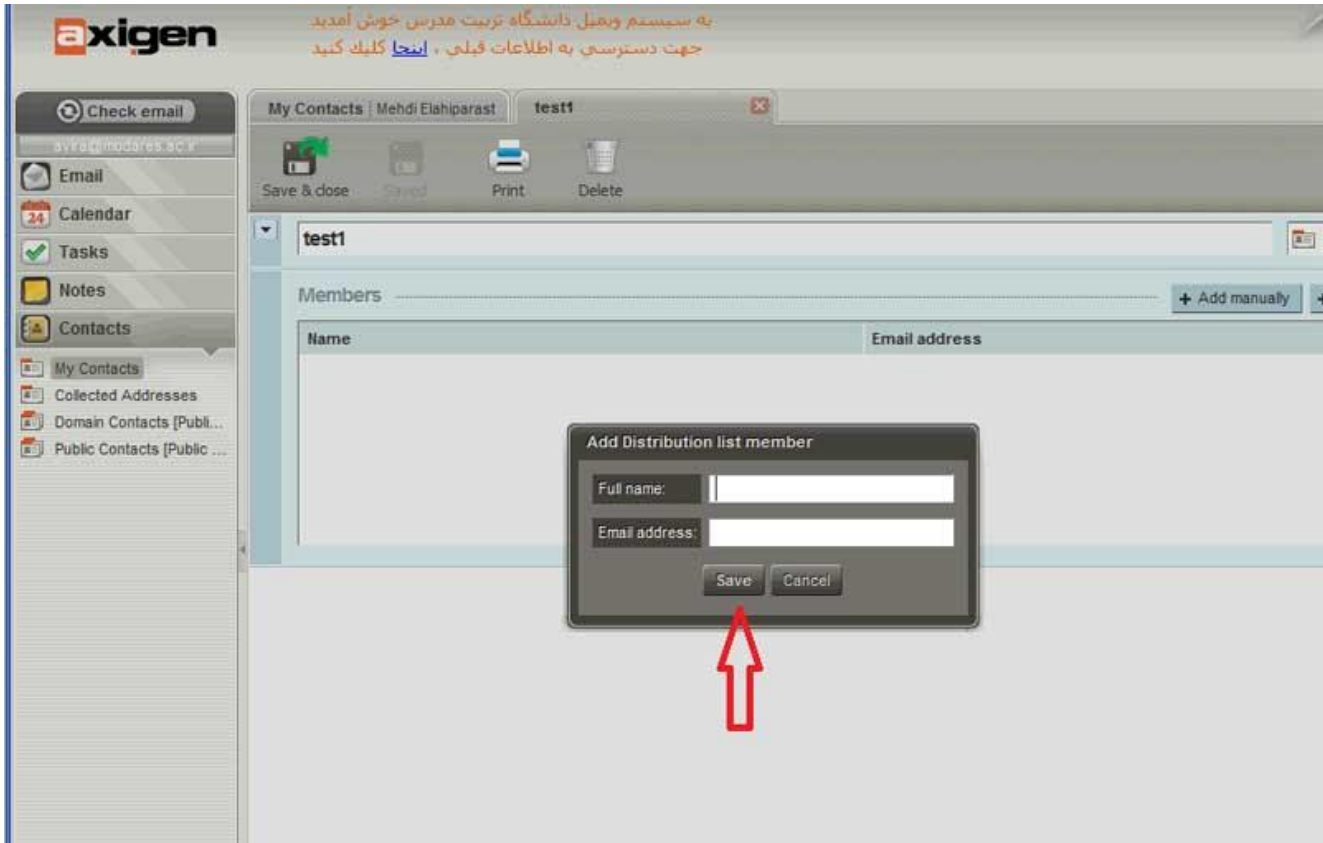 axigen
به سیستم وبمیل دانشگاه تربیت مدرس خوش آمدید
جهت دسترسی به اطلاعات قبلی ، اینجا کلیک کنید
Check email
Email
24
Calendar
Tasks
Notes
Contacts
My Contacts
Collected Addresses
Domain Contacts [Publi...
Public Contacts [Public ...
My Contacts | Mehdi Elahiparast
test1
Save & close
Saved
Print
Delete
test1
Members
+ Add manually
+
Name
Email address
Add Distribution list member
Full name:
Email address:
Save
Cancel